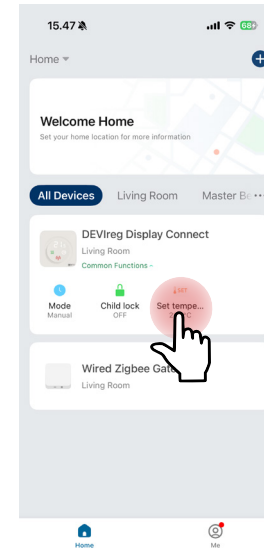 15.47
68
Home
Welcome Home
Set your home location for more information
All Devices Living Room Master Be
DEVIreg Display Connect
Living Room
Common Functions
Mode Child lock Set tempe...
Manual OFF
Wired Zigbee Gate
Living Room
Home Me